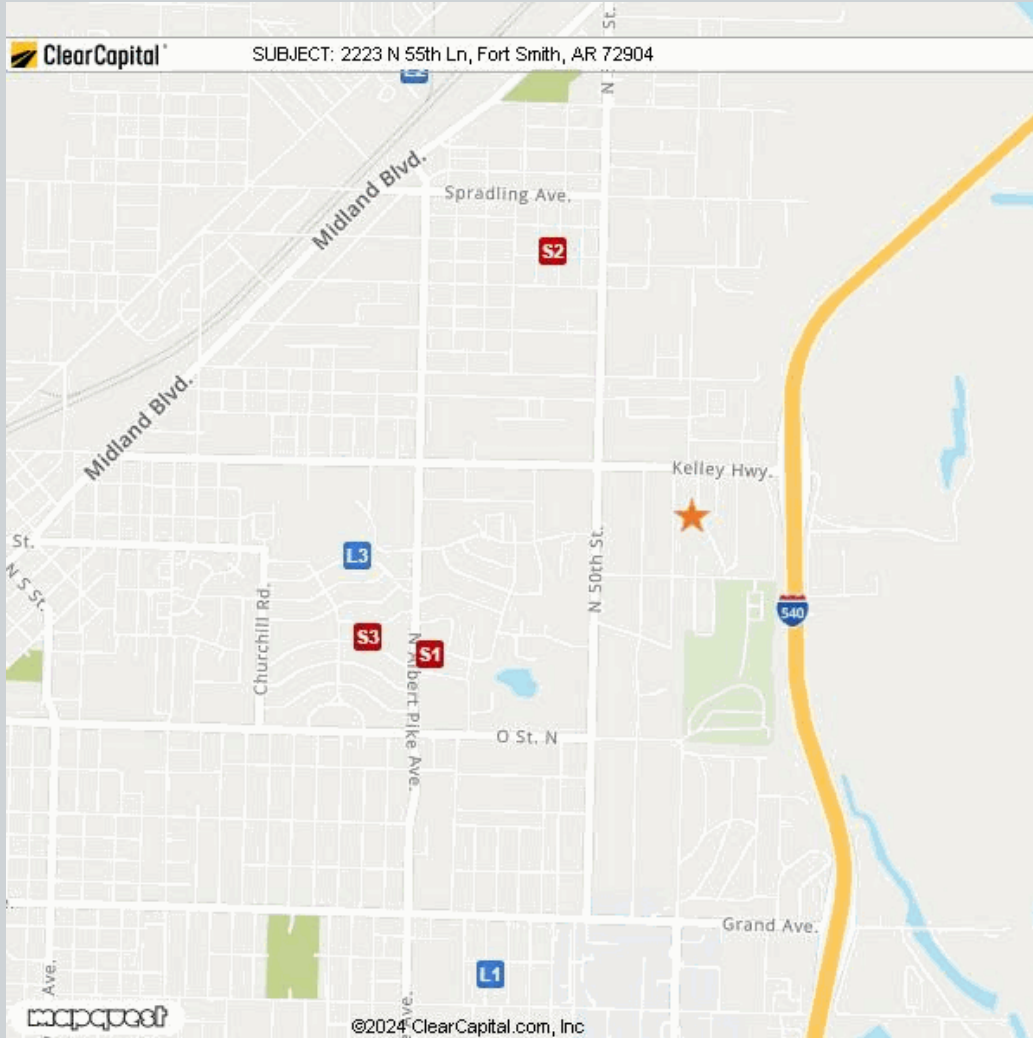 St.
ClearCapital®
SUBJECT: 2223 N 55th Ln, Fort Smith, AR 72904
L2
Midland Blvd.
Spradling Ave.
S2
Midland Blvd.
Kelley Hwy.
St.
N S St.
L3
Churchill Rd.
N 50th St.
540
S3
S1
N Albert Pike Ave.
O St. N
Grand Ave.
Ave.
L1
Ave.
mapquest
©2024 ClearCapital.com, Inc